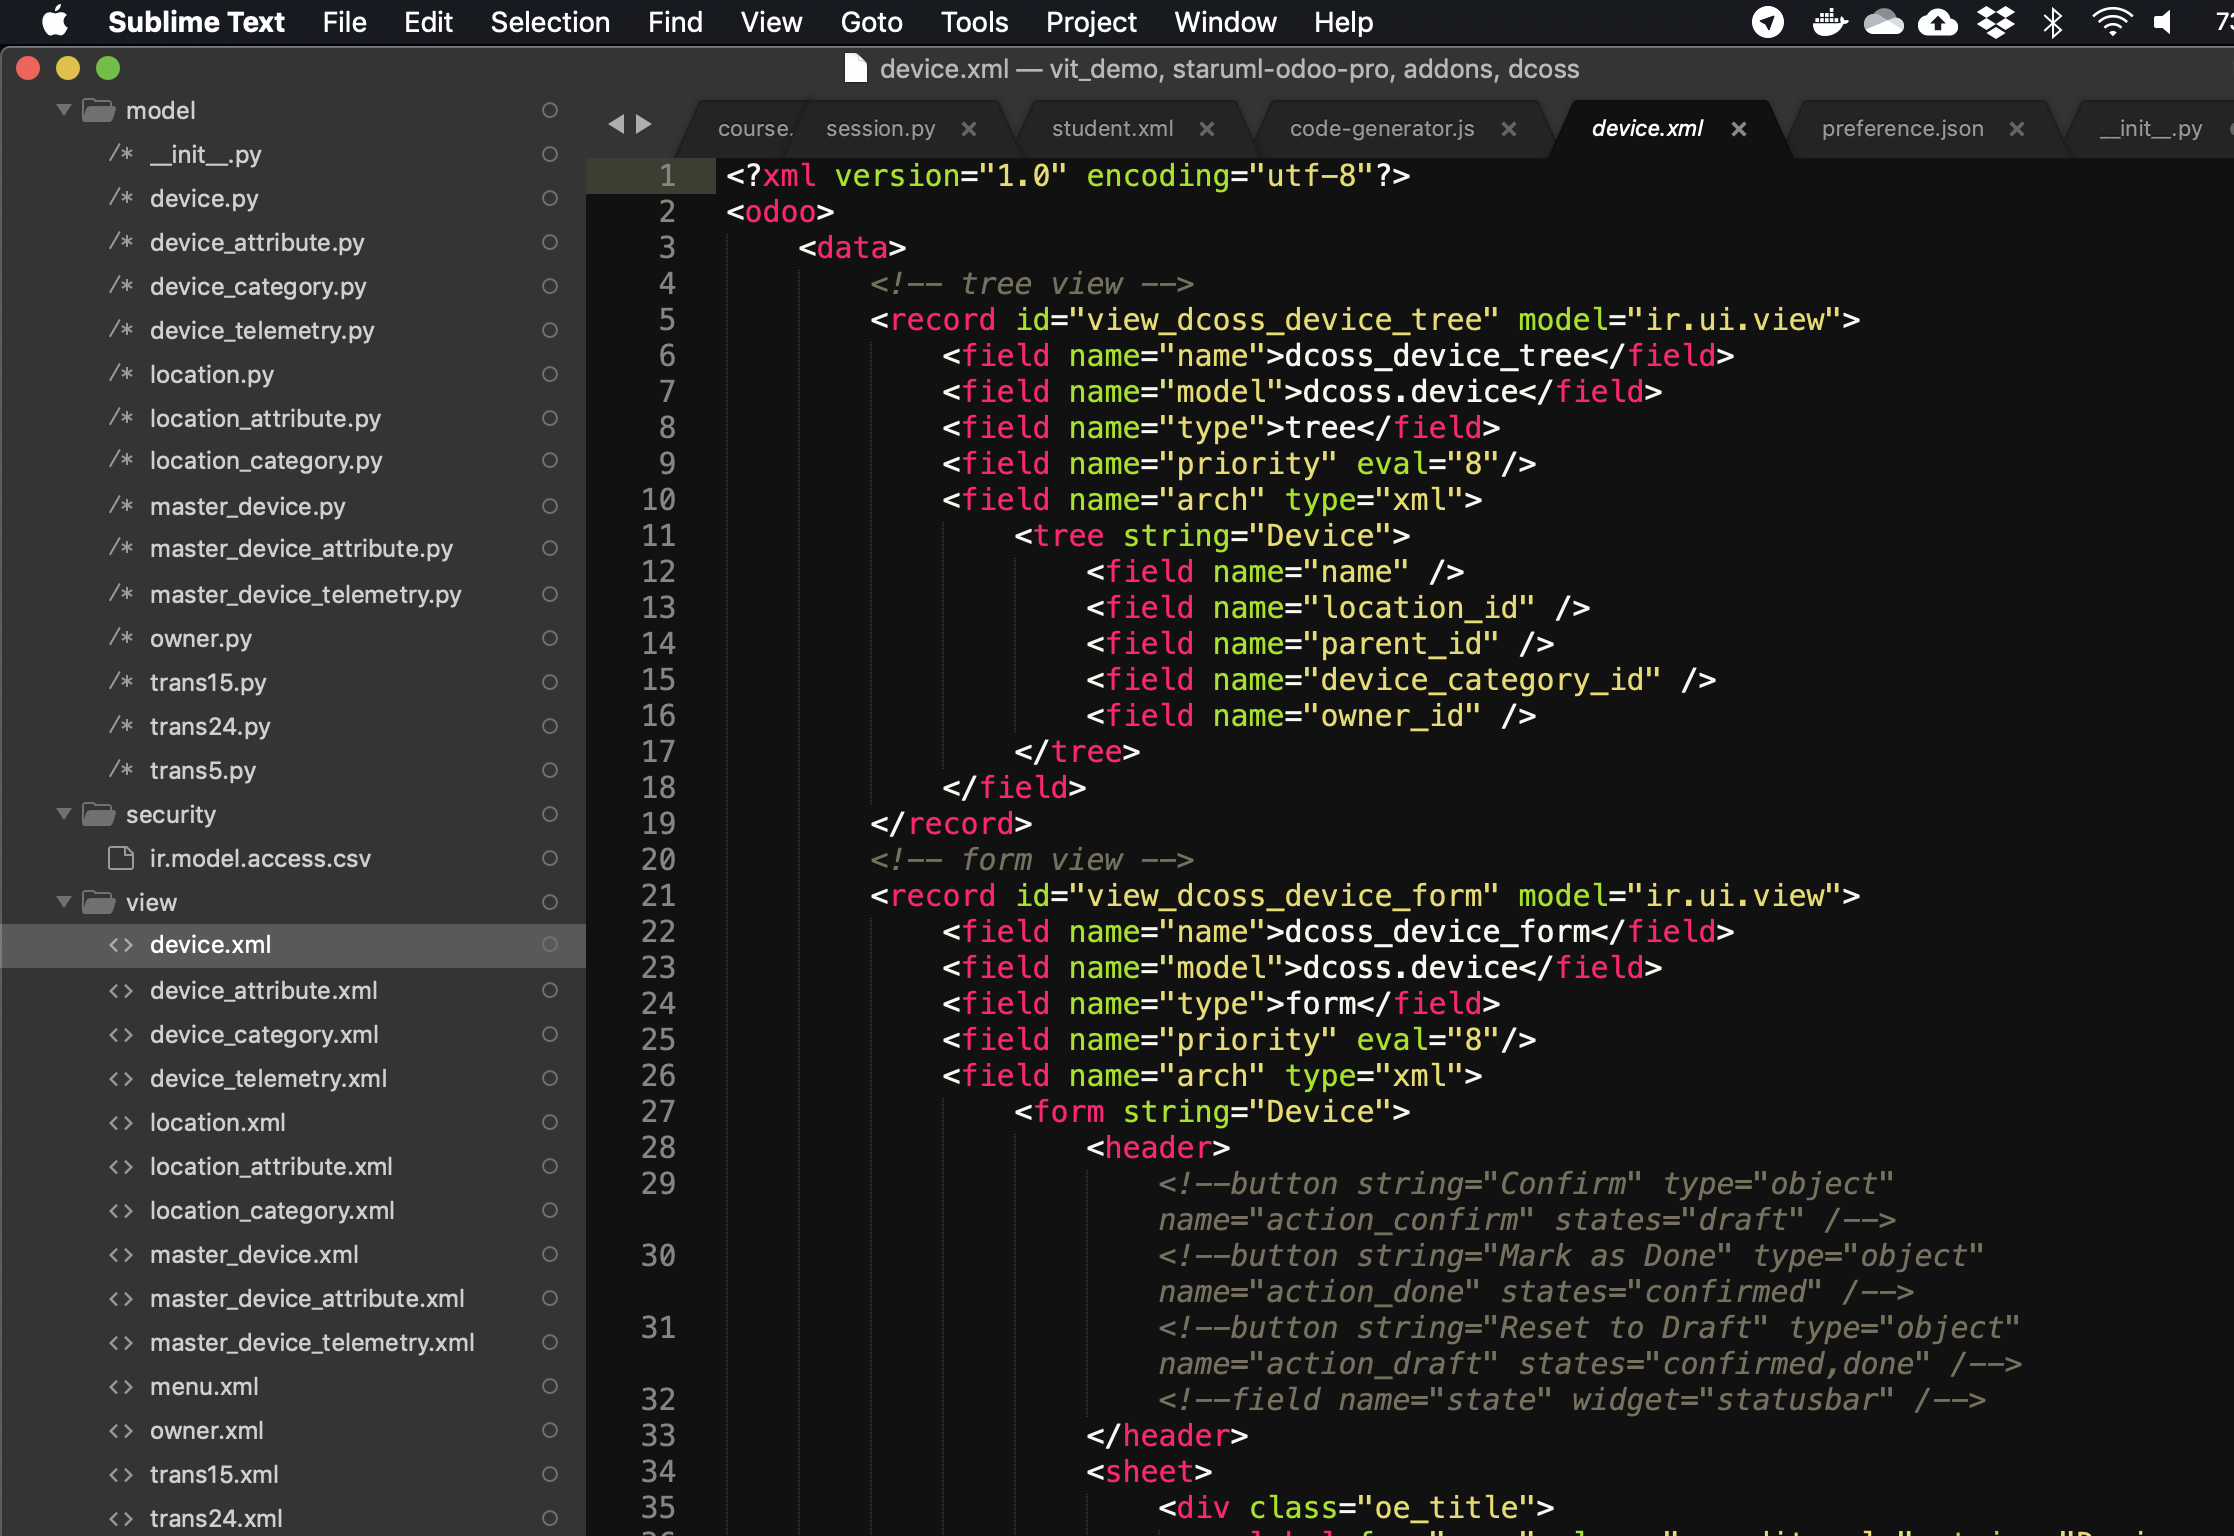 Sublime Text File Edit Selection Find View Goto Tools Project Window Help
device.xml — vit_demo, staruml-odoo-pro, addons, dcoss
model
/* __init__.py
/* device.py
/* device_attribute.py
/* device_category.py
/* device_telemetry.py
/* location.py
/* location_attribute.py
/* location_category.py
/* master_device.py
/* master_device_attribute.py
/* master_device_telemetry.py
/* owner.py
/* trans15.py
/* trans24.py
/* trans5.py
security
ir.model.access.csv
view
<> device.xml
<> device_attribute.xml
<> device_category.xml
<> device_telemetry.xml
<> location.xml
<> location_attribute.xml
<> location_category.xml
<> master_device.xml
<> master_device_attribute.xml
<> master_device_telemetry.xml
<> menu.xml
<> owner.xml
<> trans15.xml
<> trans24.xml
course. session.py × student.xml × code-generator.js × device.xml × preference.json × __init__.py
1 <?xml version="1.0" encoding="utf-8"?>
2 <odoo>
3 <data>
4 <!-- tree view -->
5 <record id="view_dcoss_device_tree" model="ir.ui.view">
6 <field name="name">dcoss_device_tree</field>
7 <field name="model">dcoss.device</field>
8 <field name="type">tree</field>
9 <field name="priority" eval="8"/>
10 <field name="arch" type="xml">
11 <tree string="Device">
12 <field name="name" />
13 <field name="location_id" />
14 <field name="parent_id" />
15 <field name="device_category_id" />
16 <field name="owner_id" />
17 </tree>
18 </field>
19 </record>
20 <!-- form view -->
21 <record id="view_dcoss_device_form" model="ir.ui.view">
22 <field name="name">dcoss_device_form</field>
23 <field name="model">dcoss.device</field>
24 <field name="type">form</field>
25 <field name="priority" eval="8"/>
26 <field name="arch" type="xml">
27 <form string="Device">
28 <header>
29 <!--button string="Confirm" type="object"
name="action_confirm" states="draft" /-->
30 <!--button string="Mark as Done" type="object"
name="action_done" states="confirmed" /-->
31 <!--button string="Reset to Draft" type="object"
name="action_draft" states="confirmed,done" /-->
32 <!--field name="state" widget="statusbar" /-->
33 </header>
34 <sheet>
35 <div class="oe_title">